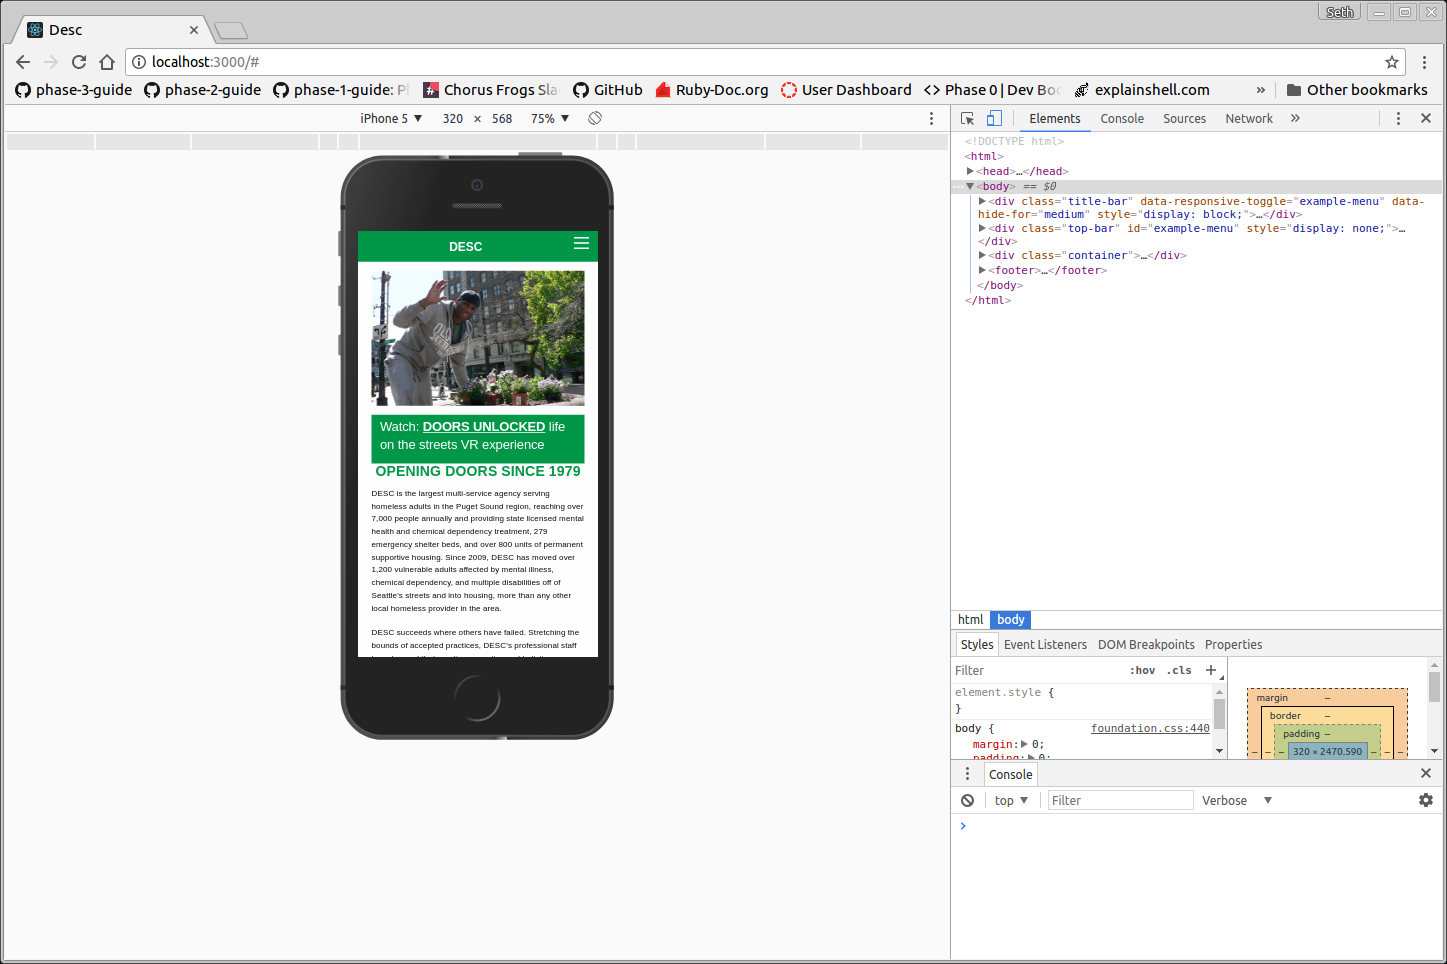 Seth
Desc
localhost:3000/#
phase-3-guide
phase-2-guide
phase-1-guide: P
Chorus Frogs Sla
GitHub
Ruby-Doc.org
User Dashboard
<> Phase 0 | Dev Boo
explainshell.com
»
Other bookmarks
iPhone 5 ▼ 320 × 568 75% ▼
Elements Console Sources Network »
<!DOCTYPE html>
<html>
▶<head>…</head>
…▼<body> == $0
▶<div class="title-bar" data-responsive-toggle="example-menu" data-
hide-for="medium" style="display: block;">…</div>
▶<div class="top-bar" id="example-menu" style="display: none;">…
</div>
▶<div class="container">…</div>
▶<footer>…</footer>
</body>
</html>
DESC
Watch: DOORS UNLOCKED life
on the streets VR experience
OPENING DOORS SINCE 1979
DESC is the largest multi-service agency serving
homeless adults in the Puget Sound region, reaching over
7,000 people annually and providing state licensed mental
health and chemical dependency treatment, 279
emergency shelter beds, and over 800 units of permanent
supportive housing. Since 2009, DESC has moved over
1,200 vulnerable adults affected by mental illness,
chemical dependency, and multiple disabilities off of
Seattle's streets and into housing, more than any other
local homeless provider in the area.
DESC succeeds where others have failed. Stretching the
bounds of accepted practices, DESC's professional staff
html body
Styles Event Listeners DOM Breakpoints Properties
Filter :hov .cls +
element.style {
}
body { foundation.css:440
margin:▶ 0;
padding:▶ 0;
margin –
border –
padding –
– – – 320 × 2470.590 – – –
Console
top ▼ Filter Verbose ▼
>